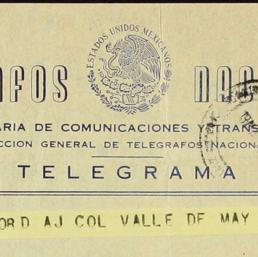 ESTADOS UNIDOS MEXICANOS
AFOS NAC
ARIA DE COMUNICACIONES Y TRANS
CCION GENERAL DE TELEGRAFOS NACIONA
TELEGRAMA
ORD AJ COL VALLE DE MAY